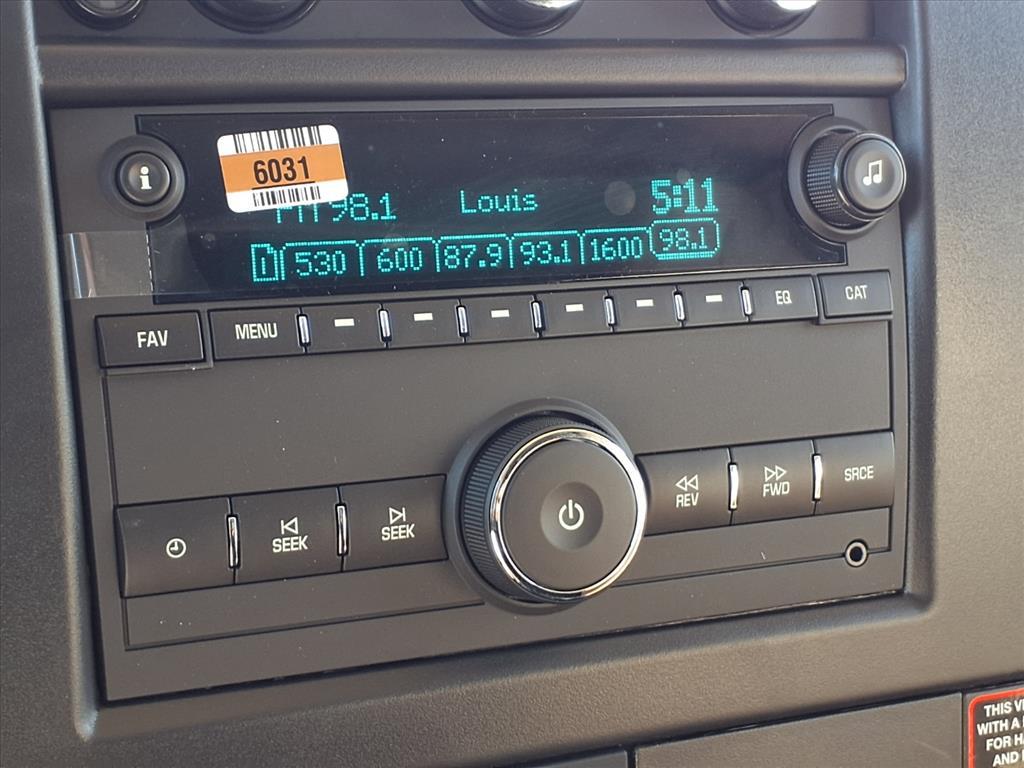 6031
98.1 Louis 5:11
530 600 87.9 93.1 1600 98.1
FAV MENU EQ CAT
SEEK SEEK REV FWD SRCE
THIS
WITH A
FOR
AND